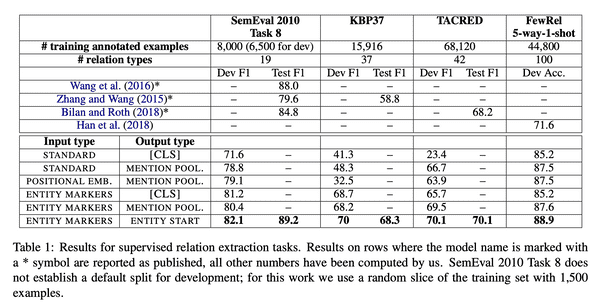 SemEval 2010 KBP37 TACRED FewRel
Task 8 5-way-1-shot
# training annotated examples 8,000 (6,500 for dev) 15,916 68,120 44,800
# relation types 19 37 42 100
Dev F1 Test F1 Dev F1 Test F1 Dev F1 Test F1 Dev Acc.
Wang et al. (2016)* – 88.0 – – – – –
Zhang and Wang (2015)* – 79.6 – 58.8 – – –
Bilan and Roth (2018)* – 84.8 – – – 68.2 –
Han et al. (2018) – – – – – – 71.6
Input type Output type
STANDARD [CLS] 71.6 – 41.3 – 23.4 – 85.2
STANDARD MENTION POOL. 78.8 – 48.3 – 66.7 – 87.5
POSITIONAL EMB. MENTION POOL. 79.1 – 32.5 – 63.9 – 87.5
ENTITY MARKERS [CLS] 81.2 – 68.7 – 65.7 – 85.2
ENTITY MARKERS MENTION POOL. 80.4 – 68.2 – 69.5 – 87.6
ENTITY MARKERS ENTITY START 82.1 89.2 70 68.3 70.1 70.1 88.9
Table 1: Results for supervised relation extraction tasks. Results on rows where the model name is marked with
a * symbol are reported as published, all other numbers have been computed by us. SemEval 2010 Task 8 does
not establish a default split for development; for this work we use a random slice of the training set with 1,500
examples.